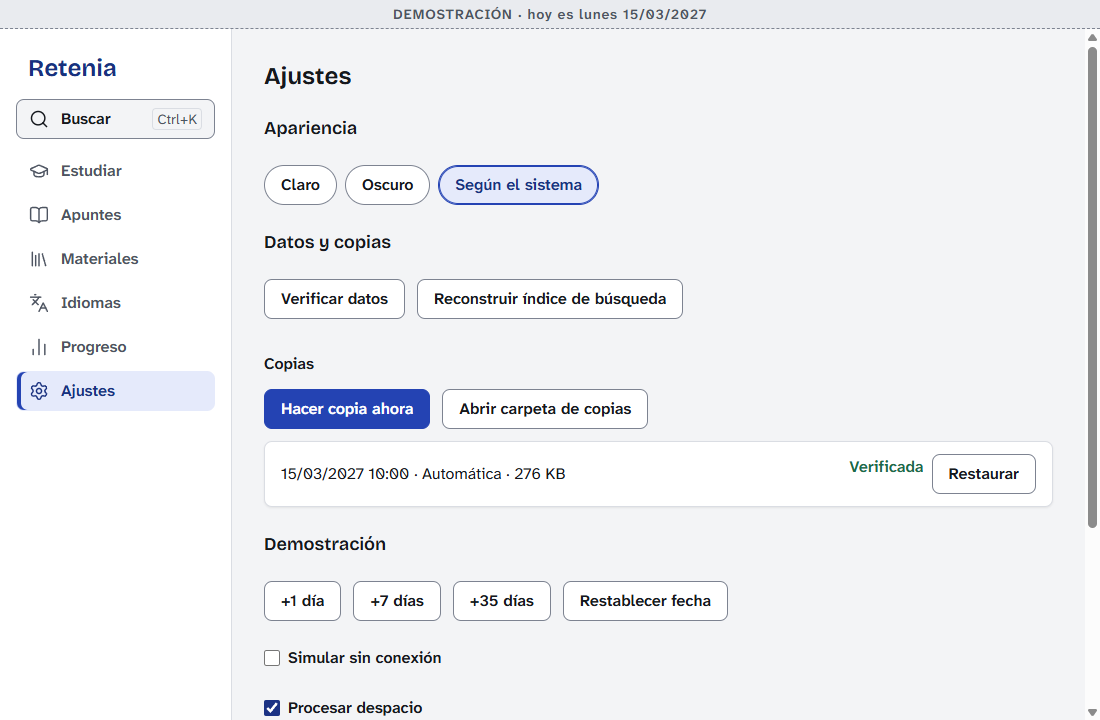 DEMOSTRACIÓN · hoy es lunes 15/03/2027
Retenia
Buscar Ctrl+K
Estudiar
Apuntes
Materiales
Idiomas
Progreso
Ajustes
Ajustes
Apariencia
Claro Oscuro Según el sistema
Datos y copias
Verificar datos Reconstruir índice de búsqueda
Copias
Hacer copia ahora Abrir carpeta de copias
15/03/2027 10:00 · Automática · 276 KB Verificada Restaurar
Demostración
+1 día +7 días +35 días Restablecer fecha
Simular sin conexión
Procesar despacio